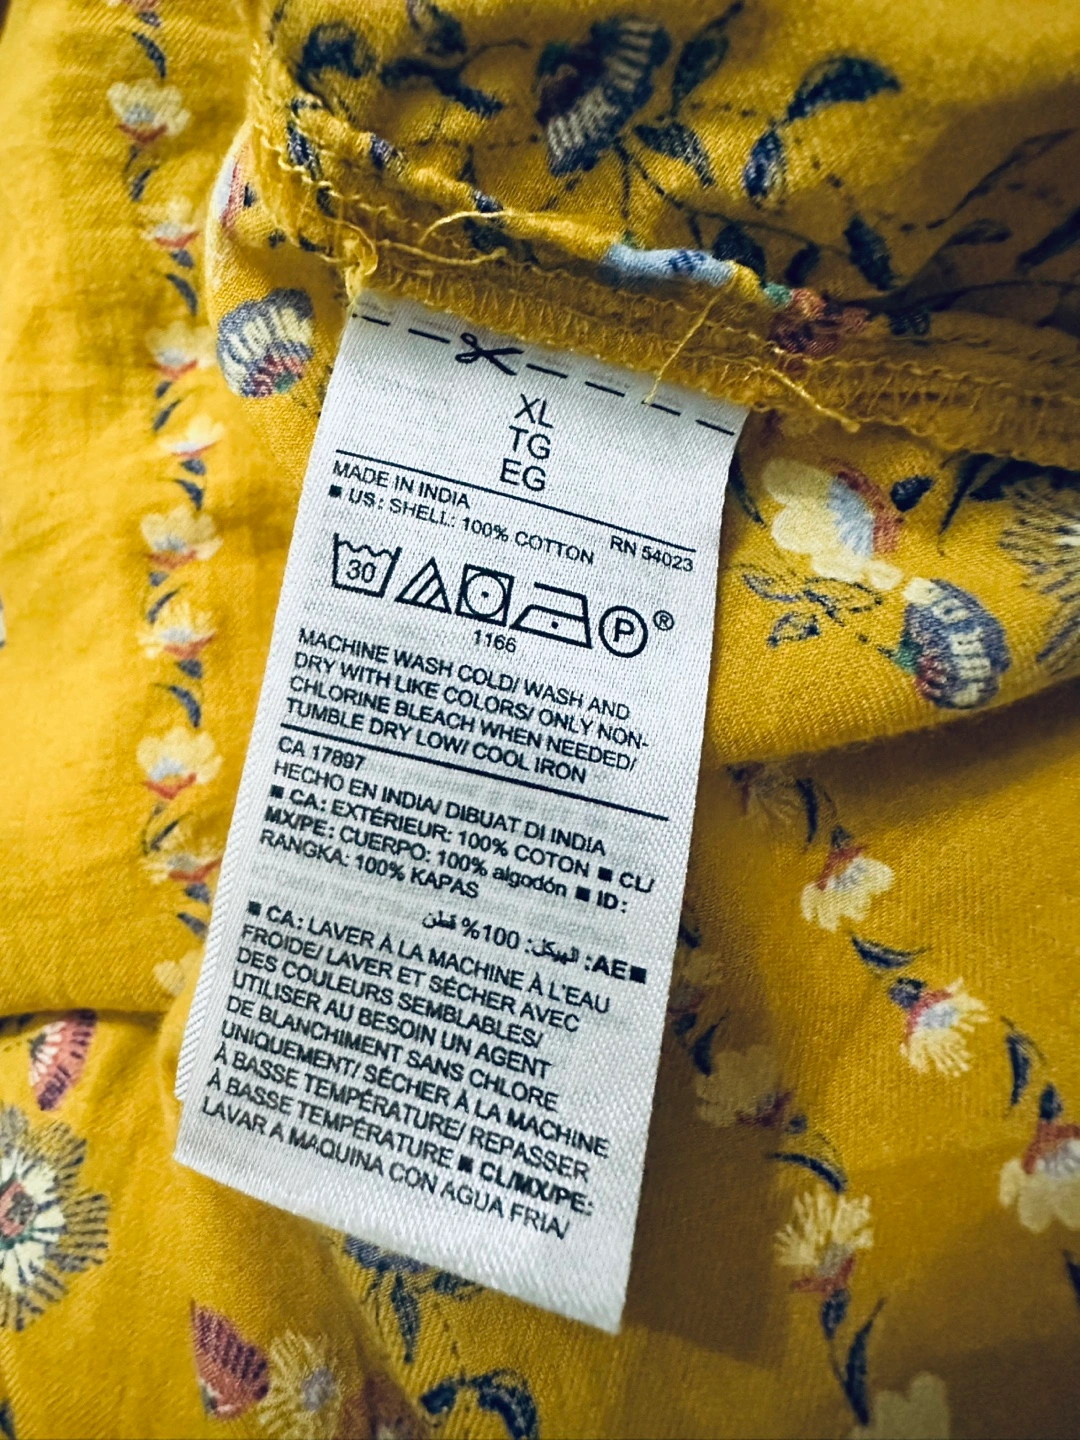 XL
TG
EG
MADE IN INDIA
RN 54023
■ US: SHELL: 100% COTTON
30
P ®
1166
MACHINE WASH COLD/ WASH AND
DRY WITH LIKE COLORS/ ONLY NON-
CHLORINE BLEACH WHEN NEEDED/
TUMBLE DRY LOW/ COOL IRON
CA 17897
HECHO EN INDIA/ DIBUAT DI INDIA
■ CA: EXTÉRIEUR: 100% COTON ■ CL/
MX/PE: CUERPO: 100% algodón ■ ID:
RANGKA: 100% KAPAS
■AE: الهيكل: 100% قطن
■ CA: LAVER À LA MACHINE À L'EAU
FROIDE/ LAVER ET SÉCHER AVEC
DES COULEURS SEMBLABLES/
UTILISER AU BESOIN UN AGENT
DE BLANCHIMENT SANS CHLORE
UNIQUEMENT/ SÉCHER À LA MACHINE
À BASSE TEMPÉRATURE/ REPASSER
À BASSE TEMPÉRATURE ■ CL/MX/PE:
LAVAR A MAQUINA CON AGUA FRIA/